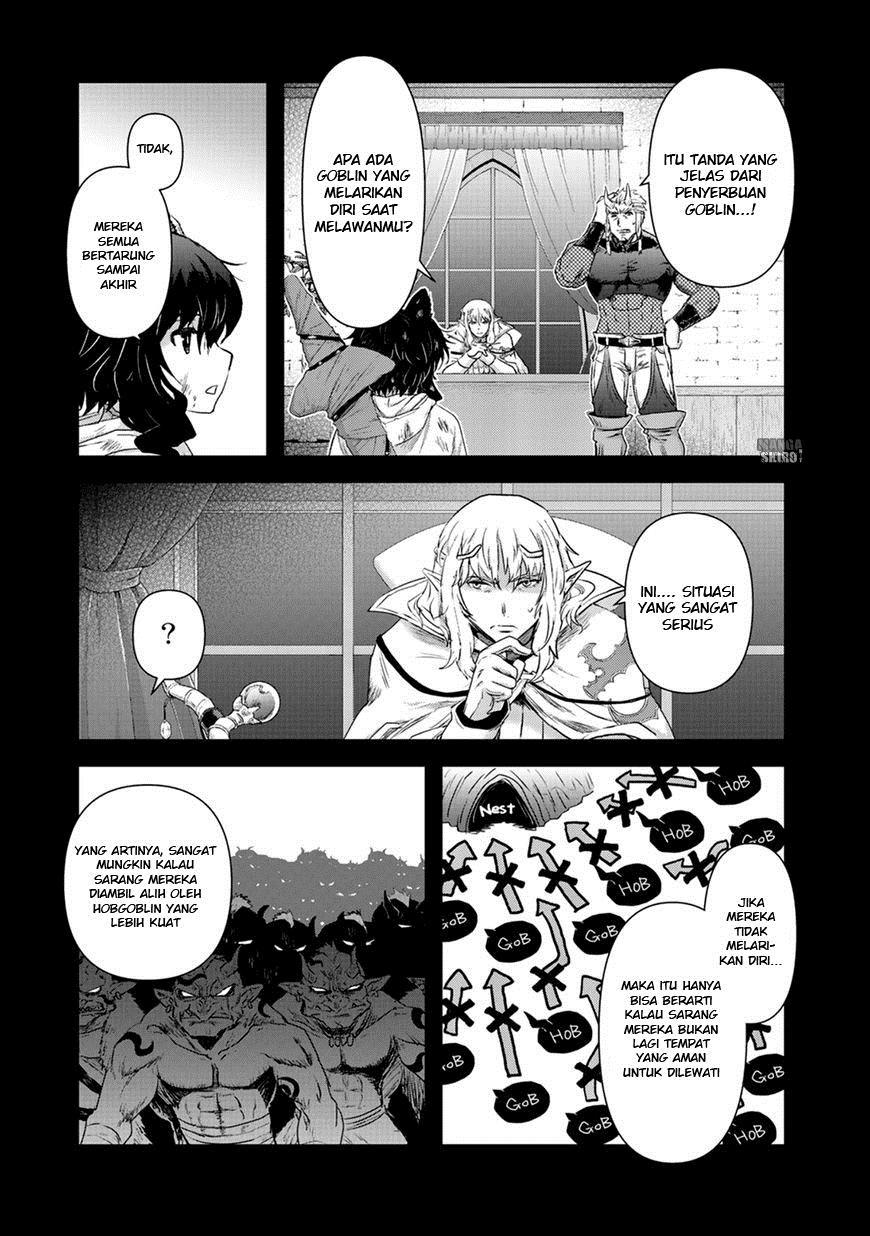 ITU TANDA YANG
JELAS DARI
PENYERBUAN
GOBLIN...!
APA ADA
GOBLIN YANG
MELARIKAN
DIRI SAAT
MELAWANMU?
TIDAK,
MEREKA
SEMUA
BERTARUNG
SAMPAI
AKHIR
MANGA
SHIRO
INI.... SITUASI
YANG SANGAT
SERIUS
?
Nest
HOB
HOB
GOB
HOB
GOB
GOB
GOB
HOB
HOB
GOB
GOB
HOB
JIKA
MEREKA
TIDAK
MELARI-
KAN DIRI...
MAKA ITU HANYA
BISA BERARTI
KALAU SARANG
MEREKA BUKAN
LAGI TEMPAT
YANG AMAN
UNTUK DILEWATI
YANG ARTINYA, SANGAT
MUNGKIN KALAU
SARANG MEREKA
DIAMBIL ALIH OLEH
HOBGOBLIN YANG
LEBIH KUAT